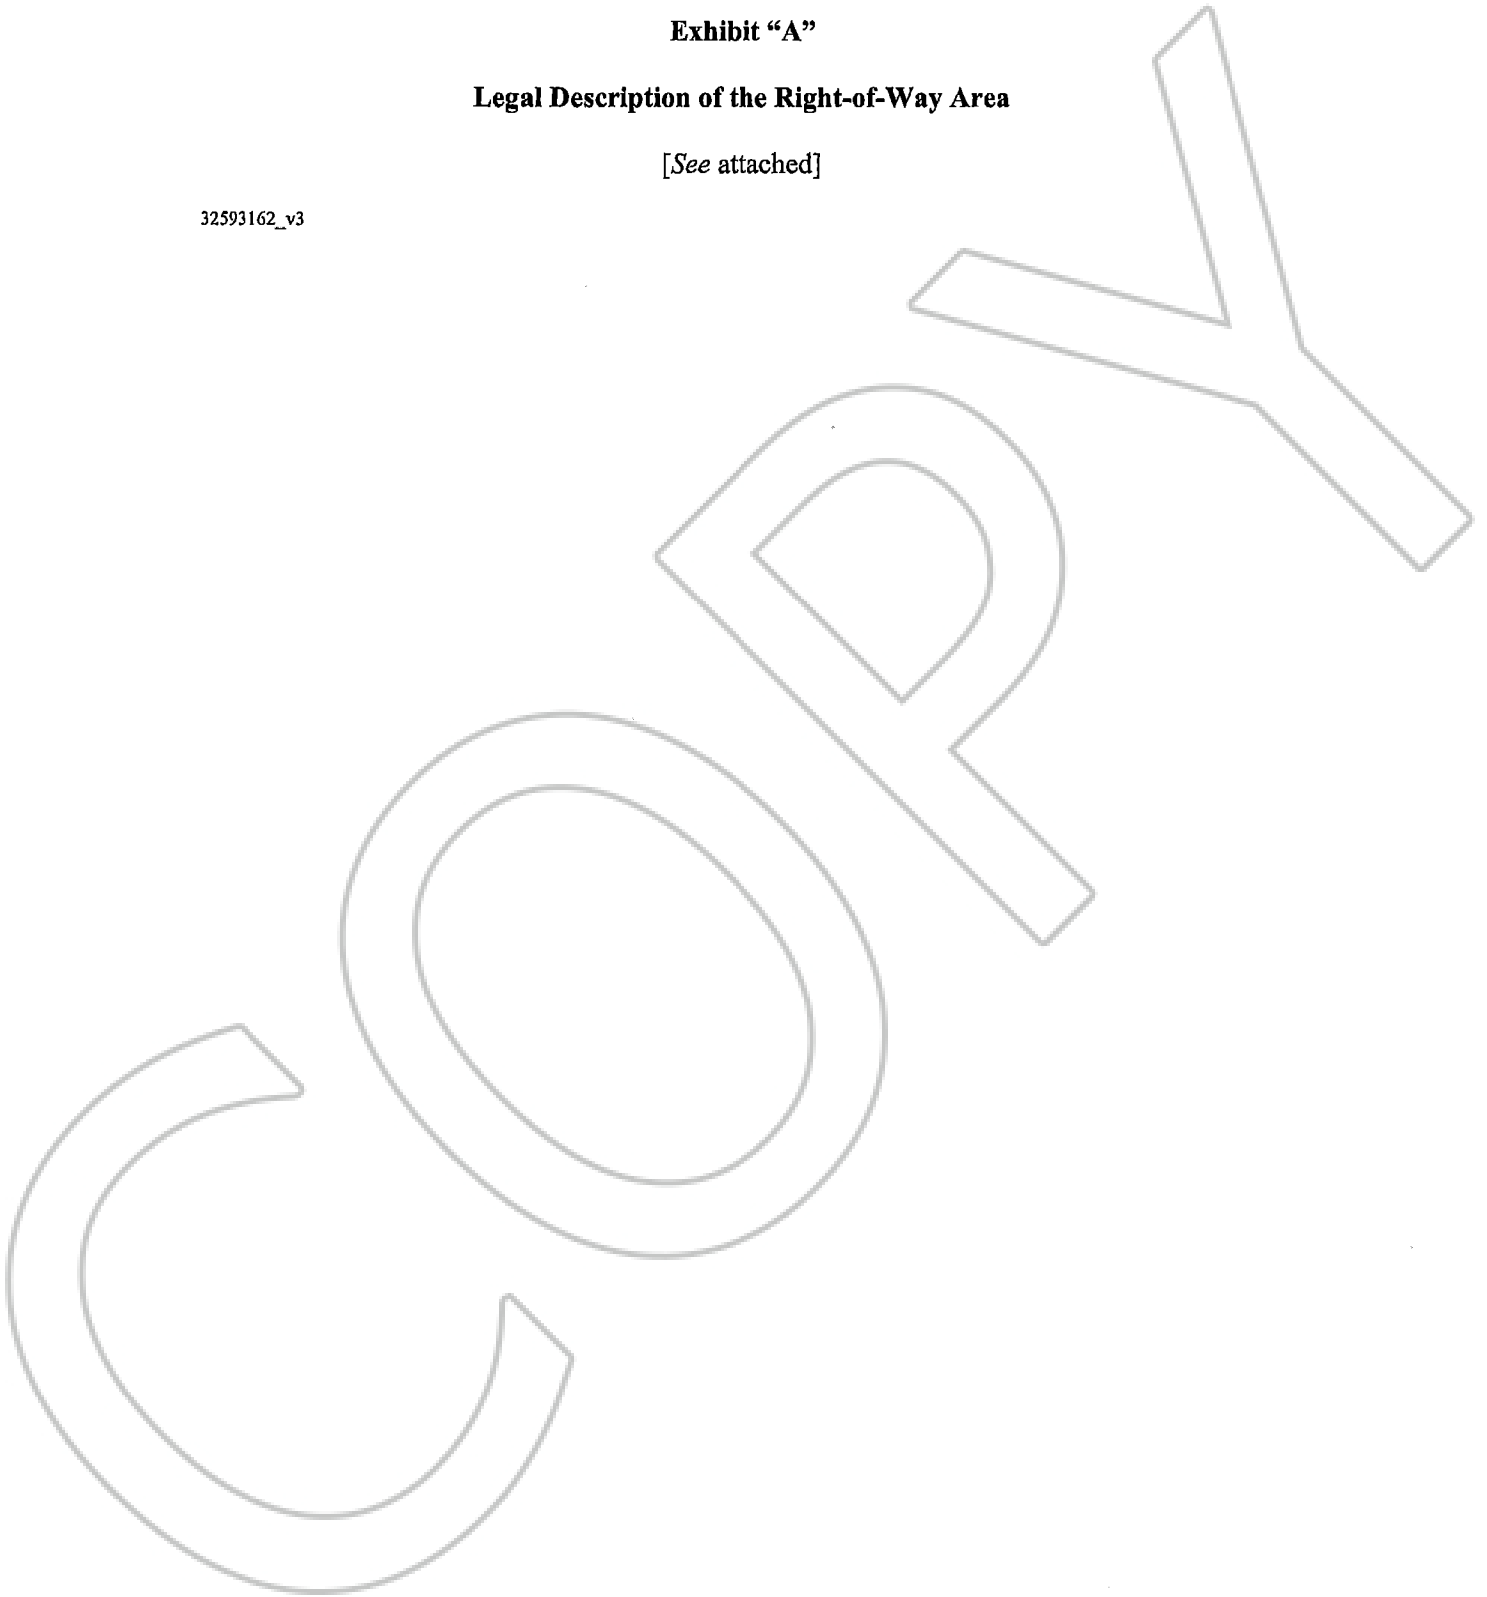 Exhibit “A”
Legal Description of the Right-of-Way Area
[See attached]
32593162_v3
COPY